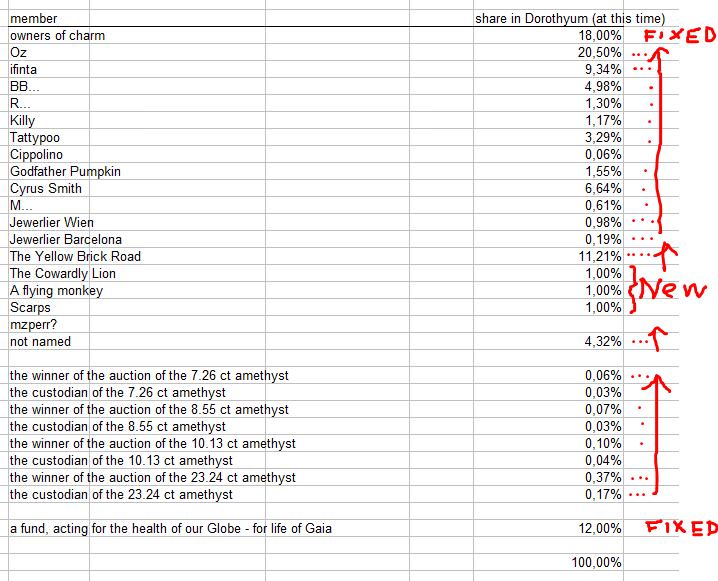 member share in Dorothyum (at this time)
owners of charm 18,00% FIXED
Oz 20,50% ...
ifinta 9,34% ...
BB... 4,98% .
R... 1,30% .
Killy 1,17% .
Tattypoo 3,29% .
Cippolino 0,06%
Godfather Pumpkin 1,55% .
Cyrus Smith 6,64% .
M... 0,61% .
Jewerlier Wien 0,98% ...
Jewerlier Barcelona 0,19% ...
The Yellow Brick Road 11,21% ....
The Cowardly Lion 1,00%
A flying monkey 1,00% } New
Scarps 1,00%
mzperr?
not named 4,32% ...
the winner of the auction of the 7.26 ct amethyst 0,06% ...
the custodian of the 7.26 ct amethyst 0,03%
the winner of the auction of the 8.55 ct amethyst 0,07% .
the custodian of the 8.55 ct amethyst 0,03% .
the winner of the auction of the 10.13 ct amethyst 0,10% .
the custodian of the 10.13 ct amethyst 0,04%
the winner of the auction of the 23.24 ct amethyst 0,37% ...
the custodian of the 23.24 ct amethyst 0,17% ...
a fund, acting for the health of our Globe - for life of Gaia 12,00% FIXED
100,00%